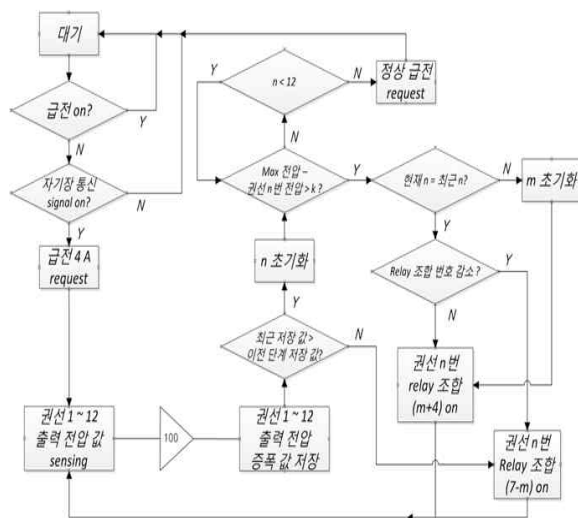 대기
급전 on?
Y
N
자기장 통신
signal on?
N
Y
급전 4 A
request
권선 1 ~ 12
출력 전압 값
sensing
100
권선 1 ~ 12
출력 전압
증폭 값 저장
최근 저장 값 >
이전 단계 저장 값?
N
Y
n 초기화
Max 전압 –
권선 n 번 전압 > k ?
Y
N
n < 12
Y
N
정상 급전
request
현재 n = 최근 n?
N
Y
m 초기화
Relay 조합 번호 감소 ?
Y
N
권선 n 번
relay 조합
(m+4) on
권선 n 번
Relay 조합
(7-m) on